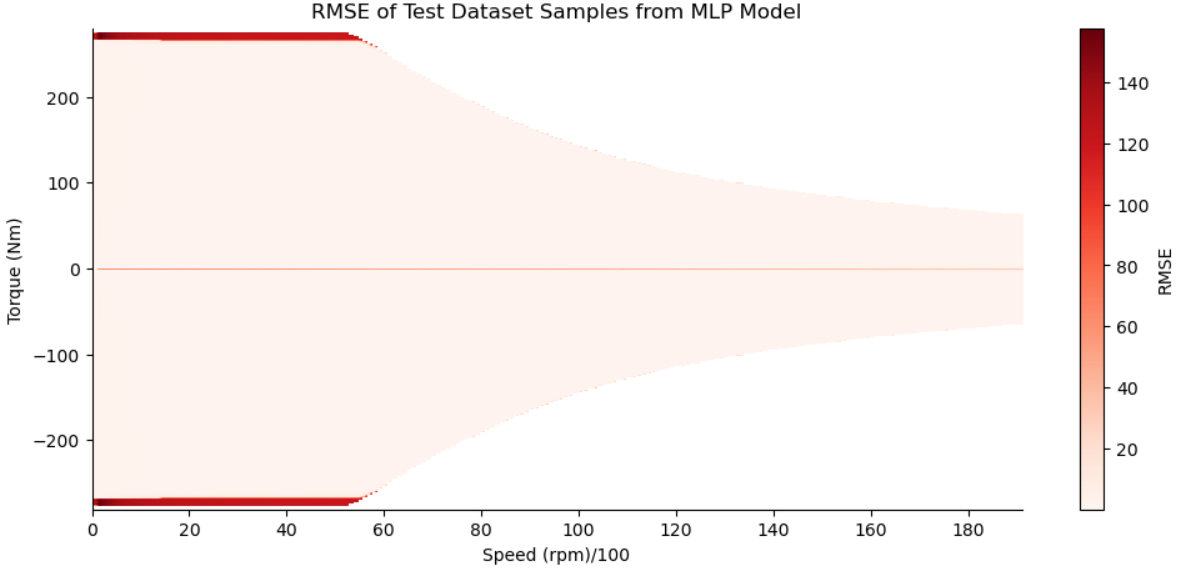 RMSE of Test Dataset Samples from MLP Model
200
100
0
−100
−200
Torque (Nm)
0 20 40 60 80 100 120 140 160 180
Speed (rpm)/100
140
120
100
80
60
40
20
RMSE